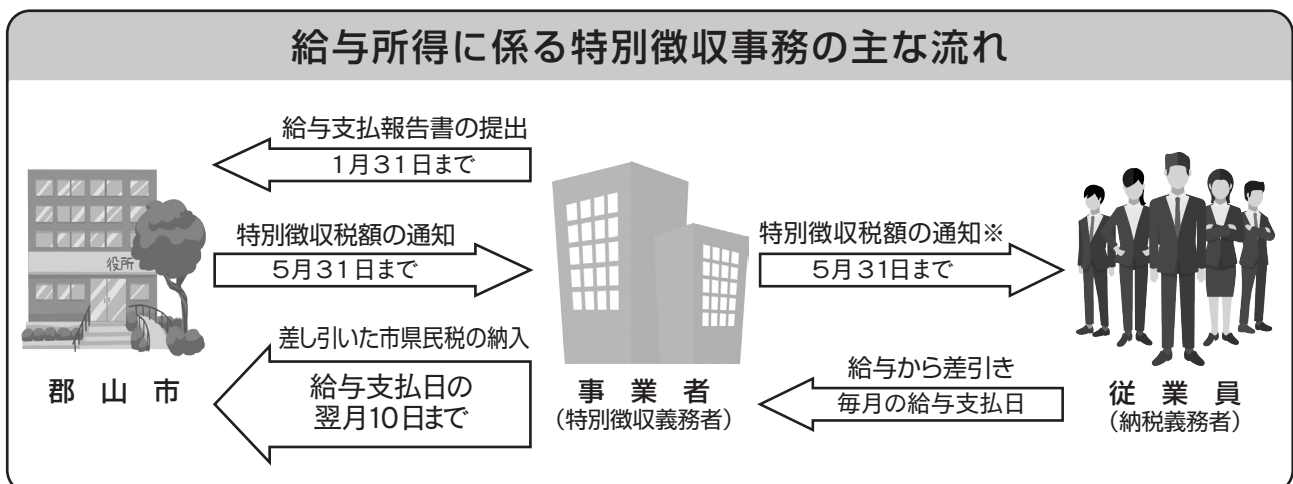 給与所得に係る特別徴収事務の主な流れ
給与支払報告書の提出
1月31日まで
特別徴収税額の通知
5月31日まで
特別徴収税額の通知※
5月31日まで
役所
差し引いた市県民税の納入
給与支払日の
翌月10日まで
給与から差引き
毎月の給与支払日
郡山市
事業者
(特別徴収義務者)
従業員
(納税義務者)